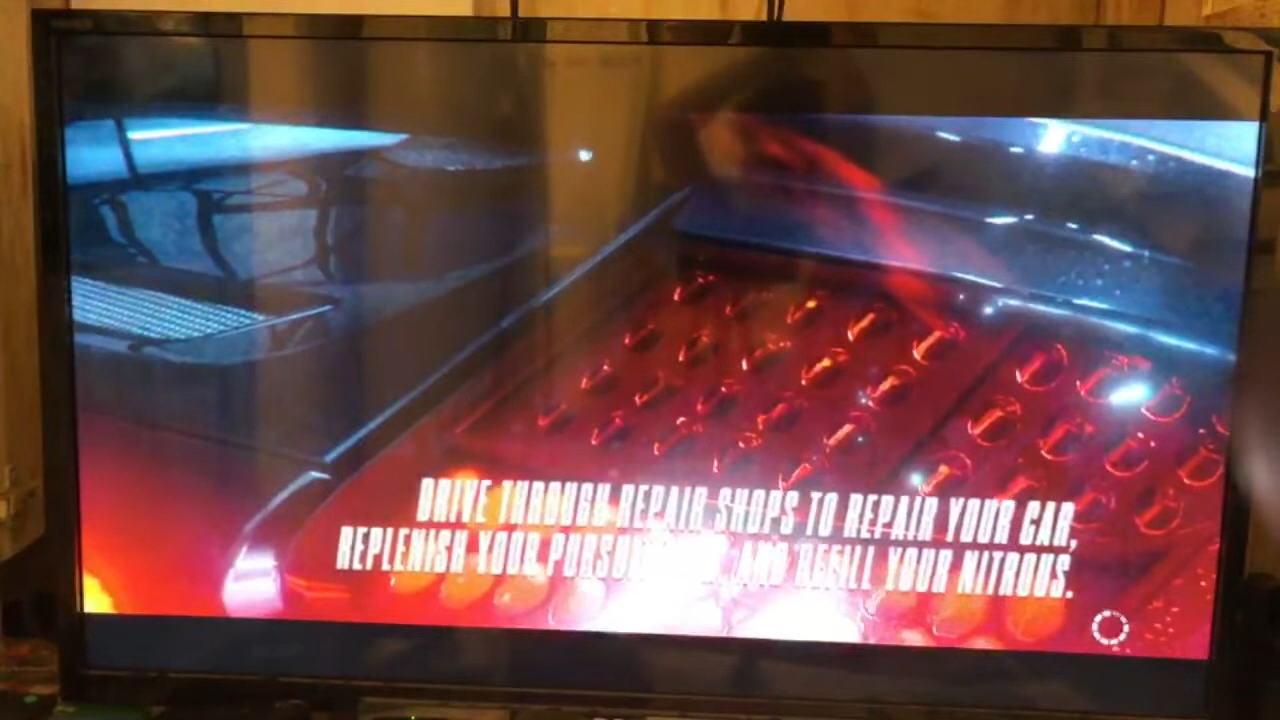 DRIVE THROUGH REPAIR SHOPS TO REPAIR YOUR CAR,
REPLENISH YOUR AND REFILL YOUR NITROUS.